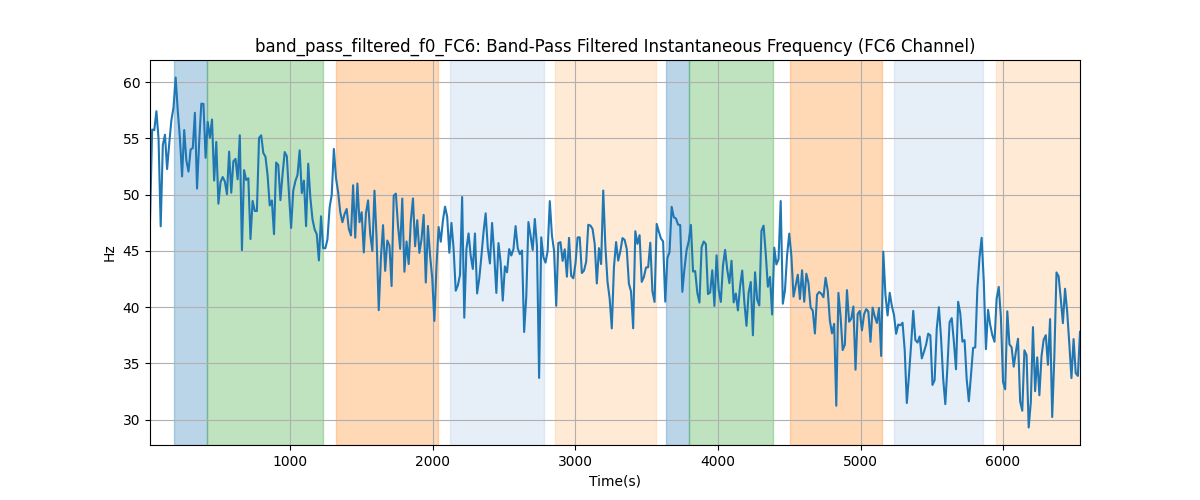 band_pass_filtered_f0_FC6: Band-Pass Filtered Instantaneous Frequency (FC6 Channel)
60
55
50
45
40
35
30
Hz
1000 2000 3000 4000 5000 6000
Time(s)